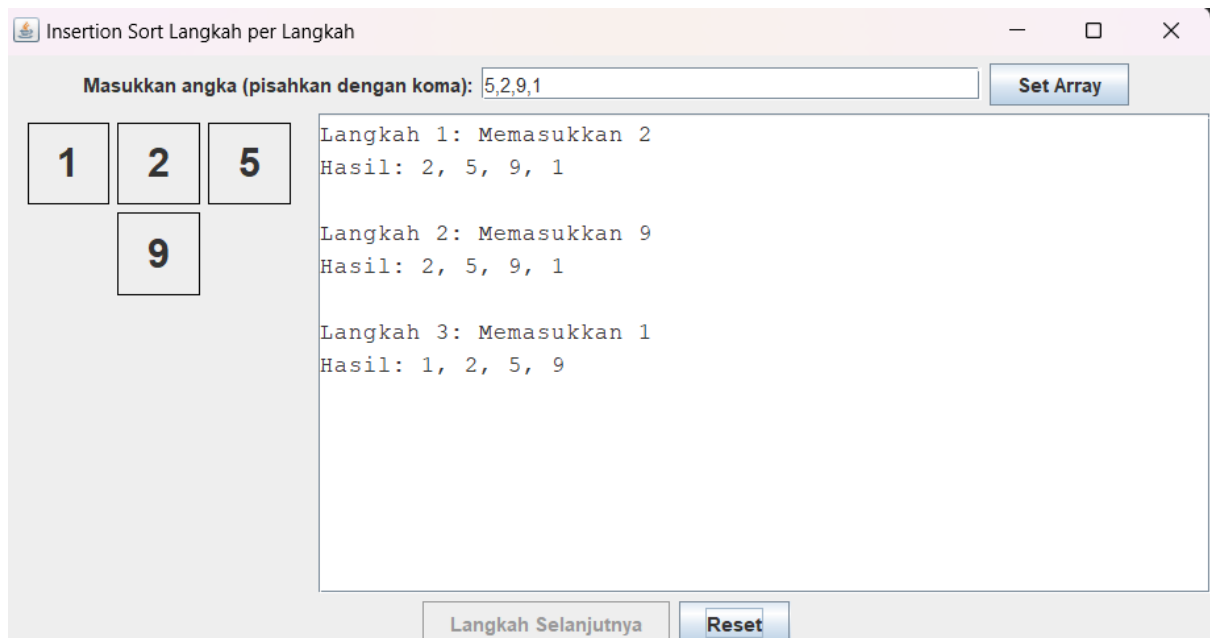 Insertion Sort Langkah per Langkah
Masukkan angka (pisahkan dengan koma): 5,2,9,1 Set Array
1 2 5
9
Langkah 1: Memasukkan 2
Hasil: 2, 5, 9, 1
Langkah 2: Memasukkan 9
Hasil: 2, 5, 9, 1
Langkah 3: Memasukkan 1
Hasil: 1, 2, 5, 9
Langkah Selanjutnya Reset